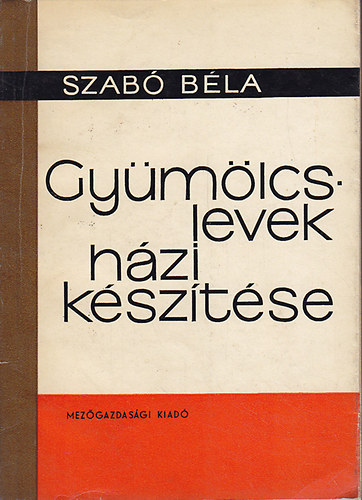 SZABÓ BÉLA
Gyümölcs-
levek
házi
készítése
MEZŐGAZDASÁGI KIADÓ